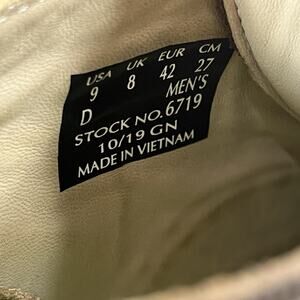 USA UK EUR CM
9 8 42 27
D MEN'S
STOCK NO. 6719
10/19 GN
MADE IN VIETNAM